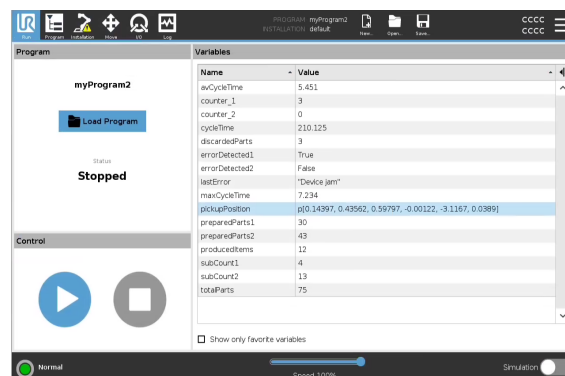 UR
PROGRAM myProgram2
INSTALLATION default
CCCC
CCCC
Run Program Installation Move I/O Log New... Open... Save...
Program
myProgram2
Load Program
Status
Stopped
Control
Variables
Name Value
avCycleTime 5.451
counter_1 3
counter_2 0
cycleTime 210.125
discardedParts 3
errorDetected1 True
errorDetected2 False
lastError "Device jam"
maxCycleTime 7.234
pickupPosition p[0.14397, 0.43562, 0.59797, -0.00122, -3.1167, 0.0389]
preparedParts1 30
preparedParts2 43
producedItems 12
subCount1 4
subCount2 13
totalParts 75
Show only favorite variables
Normal
Speed 100%
Simulation